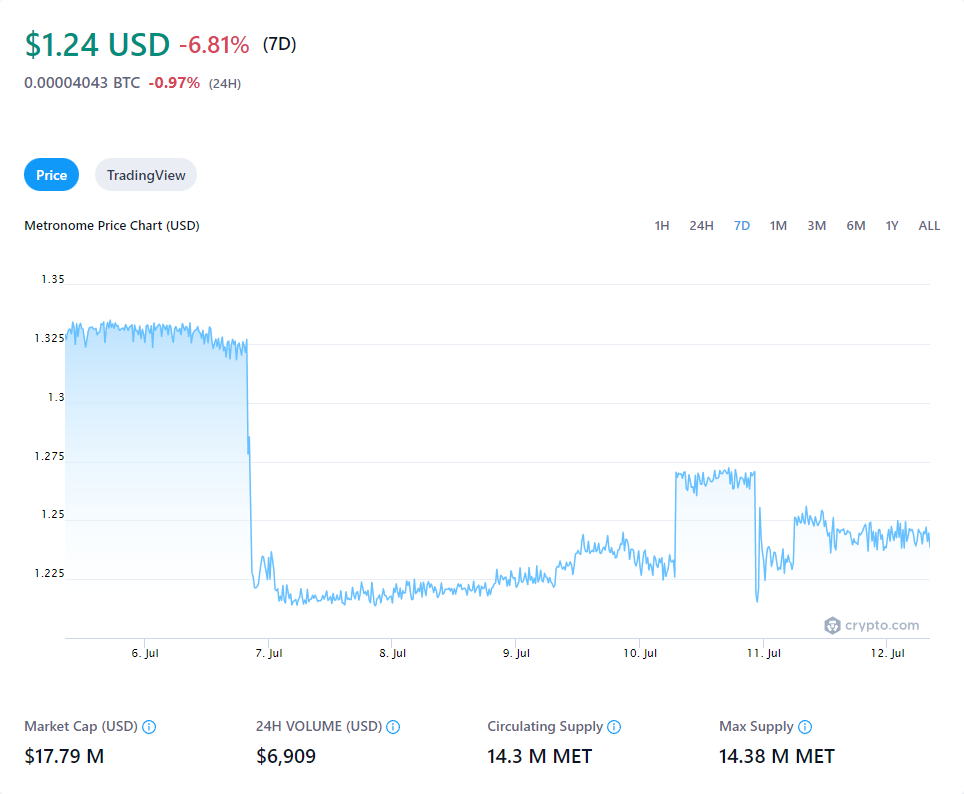 $1.24 USD -6.81% (7D)
0.00004043 BTC -0.97% (24H)
Price TradingView
Metronome Price Chart (USD) 1H 24H 7D 1M 3M 6M 1Y ALL
1.35
1.325
1.3
1.275
1.25
1.225
crypto.com
6. Jul 7. Jul 8. Jul 9. Jul 10. Jul 11. Jul 12. Jul
Market Cap (USD) 24H VOLUME (USD) Circulating Supply Max Supply
$17.79 M $6,909 14.3 M MET 14.38 M MET